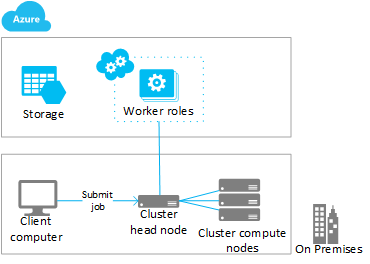 Azure
Storage
Worker roles
Submit
job
Client
computer
Cluster
head node
Cluster compute
nodes
On Premises